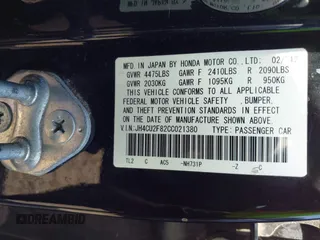 MFD. IN JAPAN BY HONDA MOTOR CO., LTD. 02/12
GVWR 4475LBS GAWR F 2410LBS R 2090LBS
GVWR 2030KG GAWR F 1095KG R 950KG
THIS VEHICLE CONFORMS TO ALL APPLICABLE
FEDERAL MOTOR VEHICLE SAFETY, BUMPER,
AND THEFT PREVENTION STANDARDS IN
EFFECT ON THE DATE OF MANUFACTURE
SHOWN ABOVE.
V.I.N. JH4CU2F82CC021380 TYPE: PASSENGER CAR
TL2 C AC5 -NH731P -Z C
DREAMBID